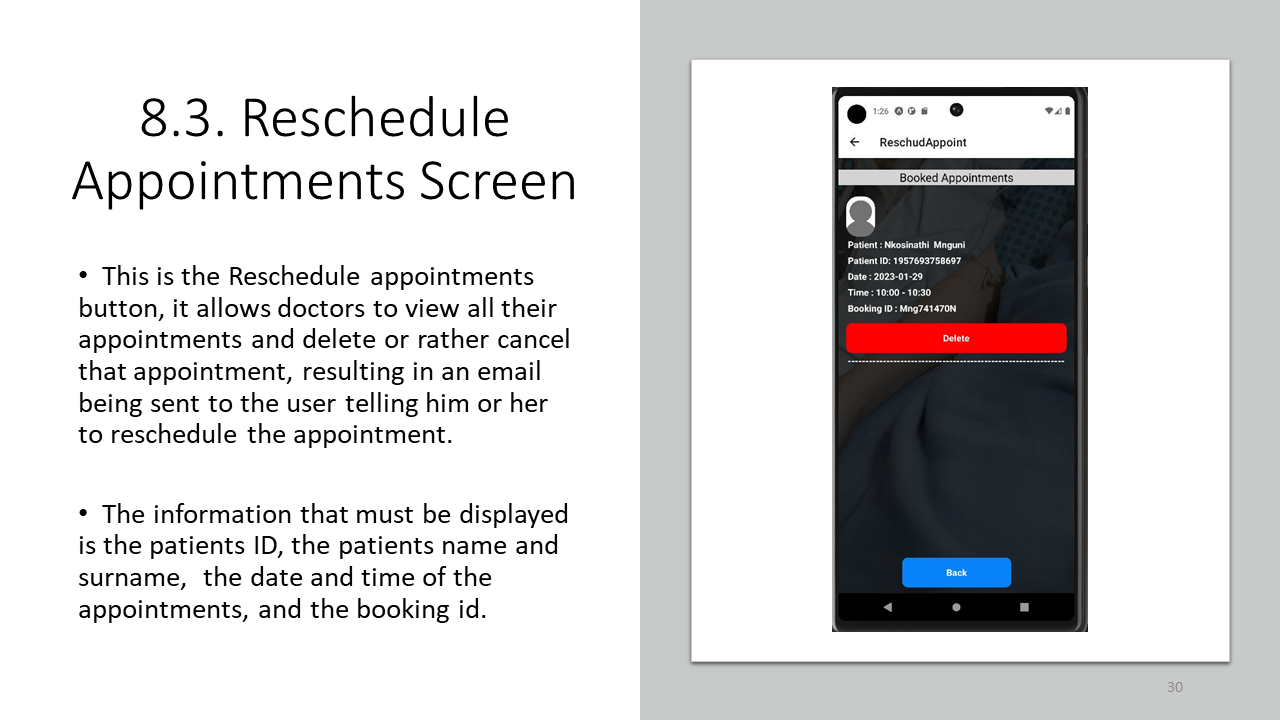 8.3. Reschedule
Appointments Screen
• This is the Reschedule appointments
button, it allows doctors to view all their
appointments and delete or rather cancel
that appointment, resulting in an email
being sent to the user telling him or her
to reschedule the appointment.
• The information that must be displayed
is the patients ID, the patients name and
surname,  the date and time of the
appointments, and the booking id.
1:26
ReschudAppoint
Booked Appointments
Patient : Nkosinathi  Mnguni
Patient ID: 1957693758697
Date : 2023-01-29
Time : 10:00 - 10:30
Booking ID : Mng741470N
Delete
Back
30